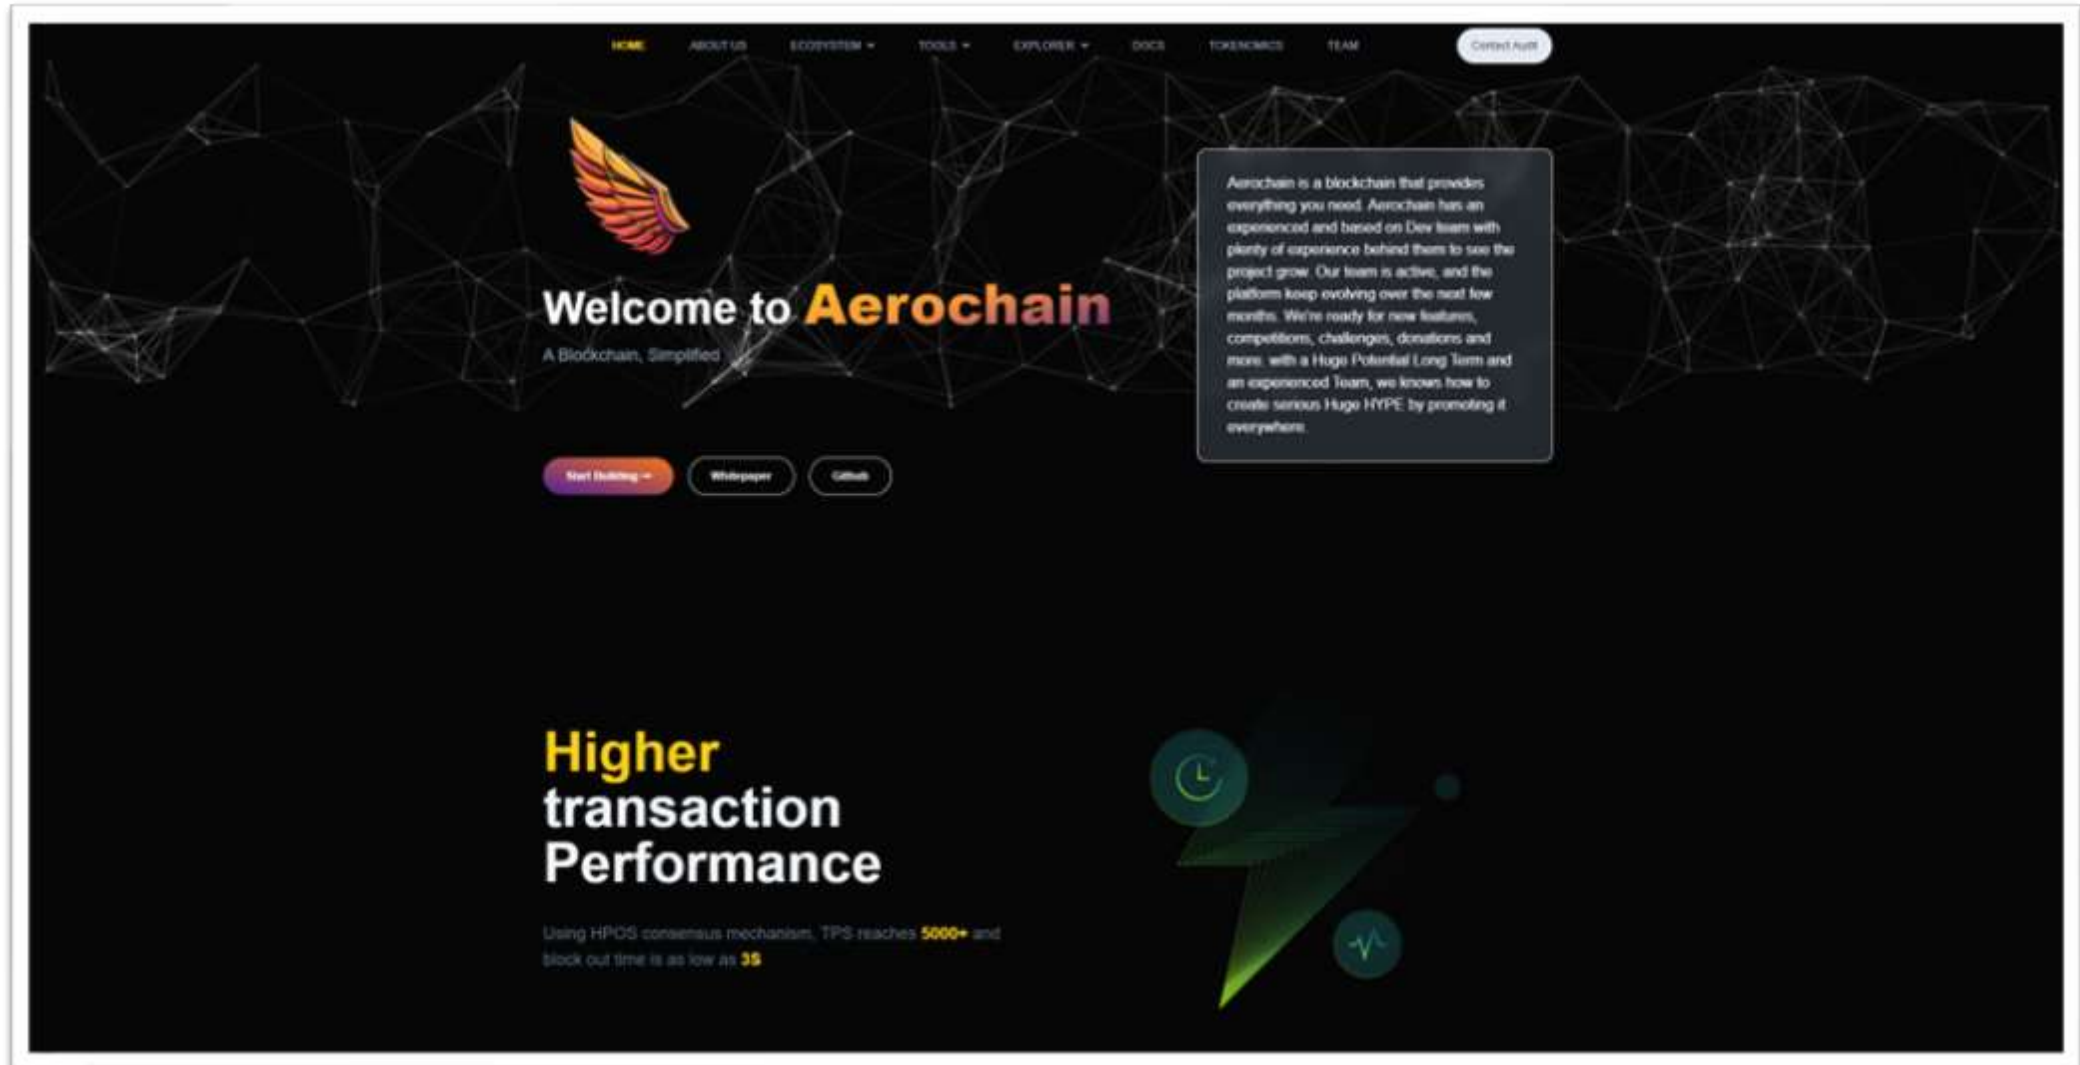 HOME ABOUT US ECOSYSTEM TOOLS EXPLORER DOCS TOKENOMICS TEAM Contact Audit
Welcome to Aerochain
A Blockchain, Simplified
Start Building →
Whitepaper
Github
Aerochain is a blockchain that provides
everything you need. Aerochain has an
experienced and based on Dev team with
plenty of experience behind them to see the
project grow. Our team is active, and the
platform keep evolving over the next few
months. We're ready for new features,
competitions, challenges, donations and
more. with a Huge Potential Long Term and
an experienced Team, we knows how to
create serious Huge HYPE by promoting it
everywhere.
Higher
transaction
Performance
Using HPOS consensus mechanism, TPS reaches 5000+ and
block out time is as low as 3S